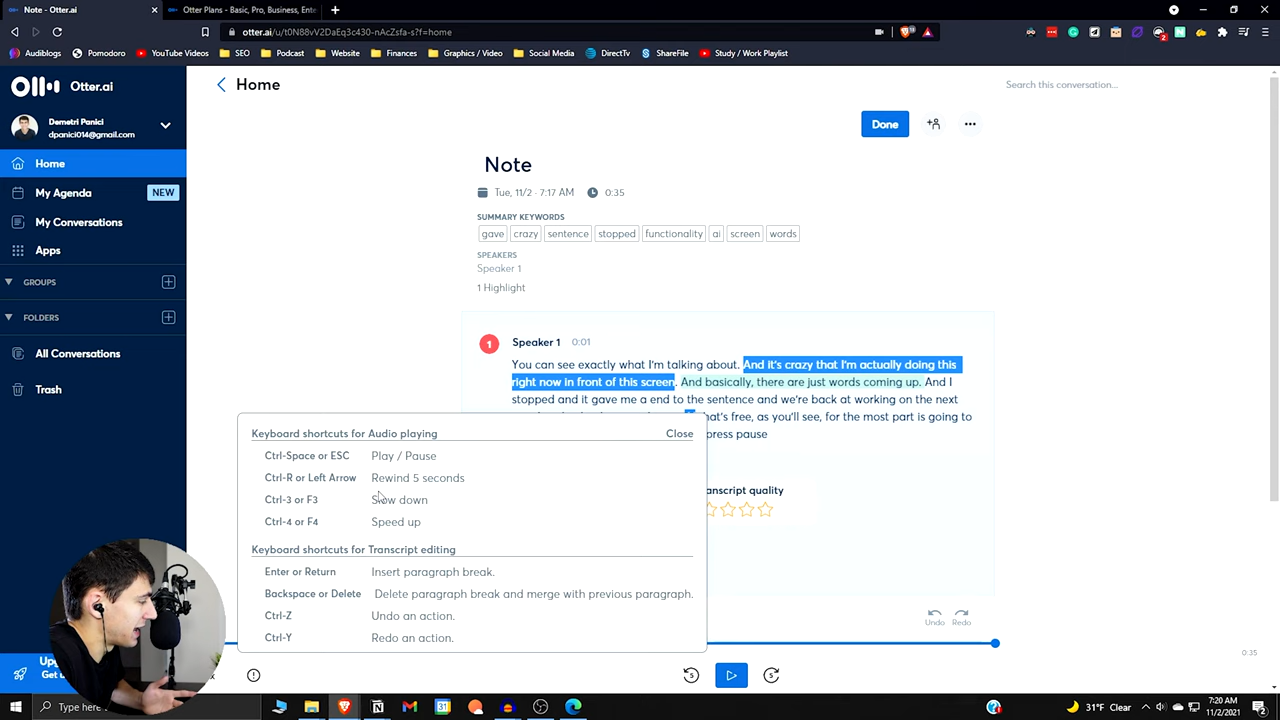 Note - Otter.ai
Otter Plans - Basic, Pro, Business, Ente
otter.ai/u/t0N88vV2DaEq3c430-nAcZsfa-s?f=home
Audiblogs
Pomodoro
YouTube Videos
SEO
Podcast
Website
Finances
Graphics / Video
Social Media
DirectTv
ShareFile
Study / Work Playlist
Otter.ai
Demetri Panici
dpanici014@gmail.com
Home
My Agenda
NEW
My Conversations
Apps
GROUPS
FOLDERS
All Conversations
Trash
Home
Search this conversation...
Done
Note
Tue, 11/2 · 7:17 AM
0:35
SUMMARY KEYWORDS
gave crazy sentence stopped functionality ai screen words
SPEAKERS
Speaker 1
1 Highlight
1
Speaker 1 0:01
You can see exactly what I'm talking about. And it's crazy that I'm actually doing this
right now in front of this screen. And basically, there are just words coming up. And I
stopped and it gave me a end to the sentence and we're back at working on the next
hat's free, as you'll see, for the most part is going to
press pause
anscript quality
Keyboard shortcuts for Audio playing
Close
Ctrl-Space or ESC Play / Pause
Ctrl-R or Left Arrow Rewind 5 seconds
Ctrl-3 or F3 Slow down
Ctrl-4 or F4 Speed up
Keyboard shortcuts for Transcript editing
Enter or Return Insert paragraph break.
Backspace or Delete Delete paragraph break and merge with previous paragraph.
Ctrl-Z Undo an action.
Ctrl-Y Redo an action.
Undo
Redo
0:35
5
5
Type here
31°F Clear
7:20 AM
11/2/2021